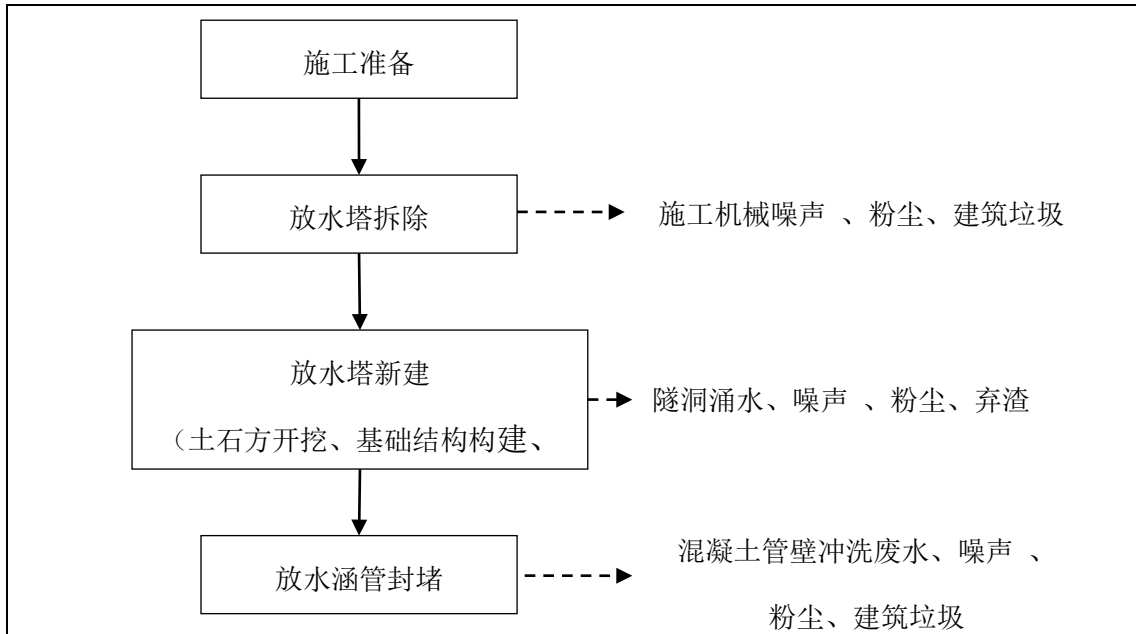 施工准备
放水塔拆除
施工机械噪声 、粉尘、建筑垃圾
放水塔新建
（土石方开挖、基础结构构建、
隧洞涌水、噪声 、粉尘、弃渣
放水涵管封堵
混凝土管壁冲洗废水、噪声 、
粉尘、建筑垃圾